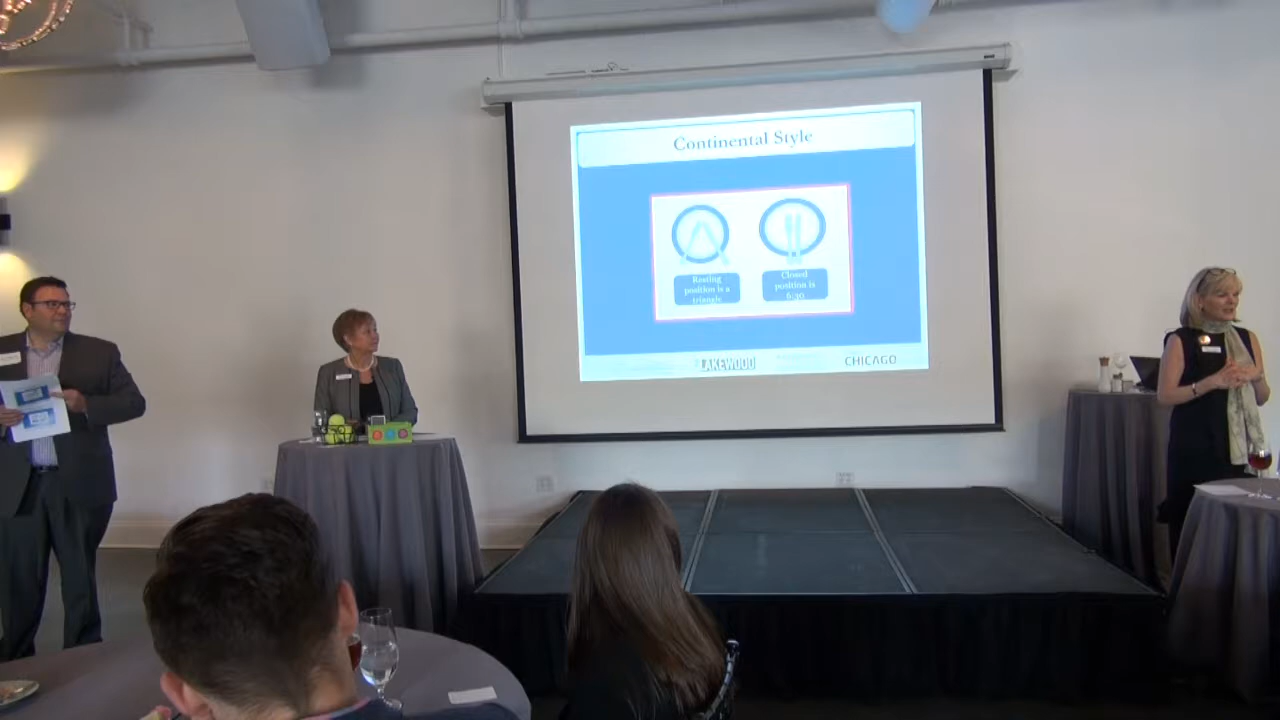 Continental Style
Resting
position is a
triangle
Closed
position is
6:30
LAKEWOOD
CHICAGO